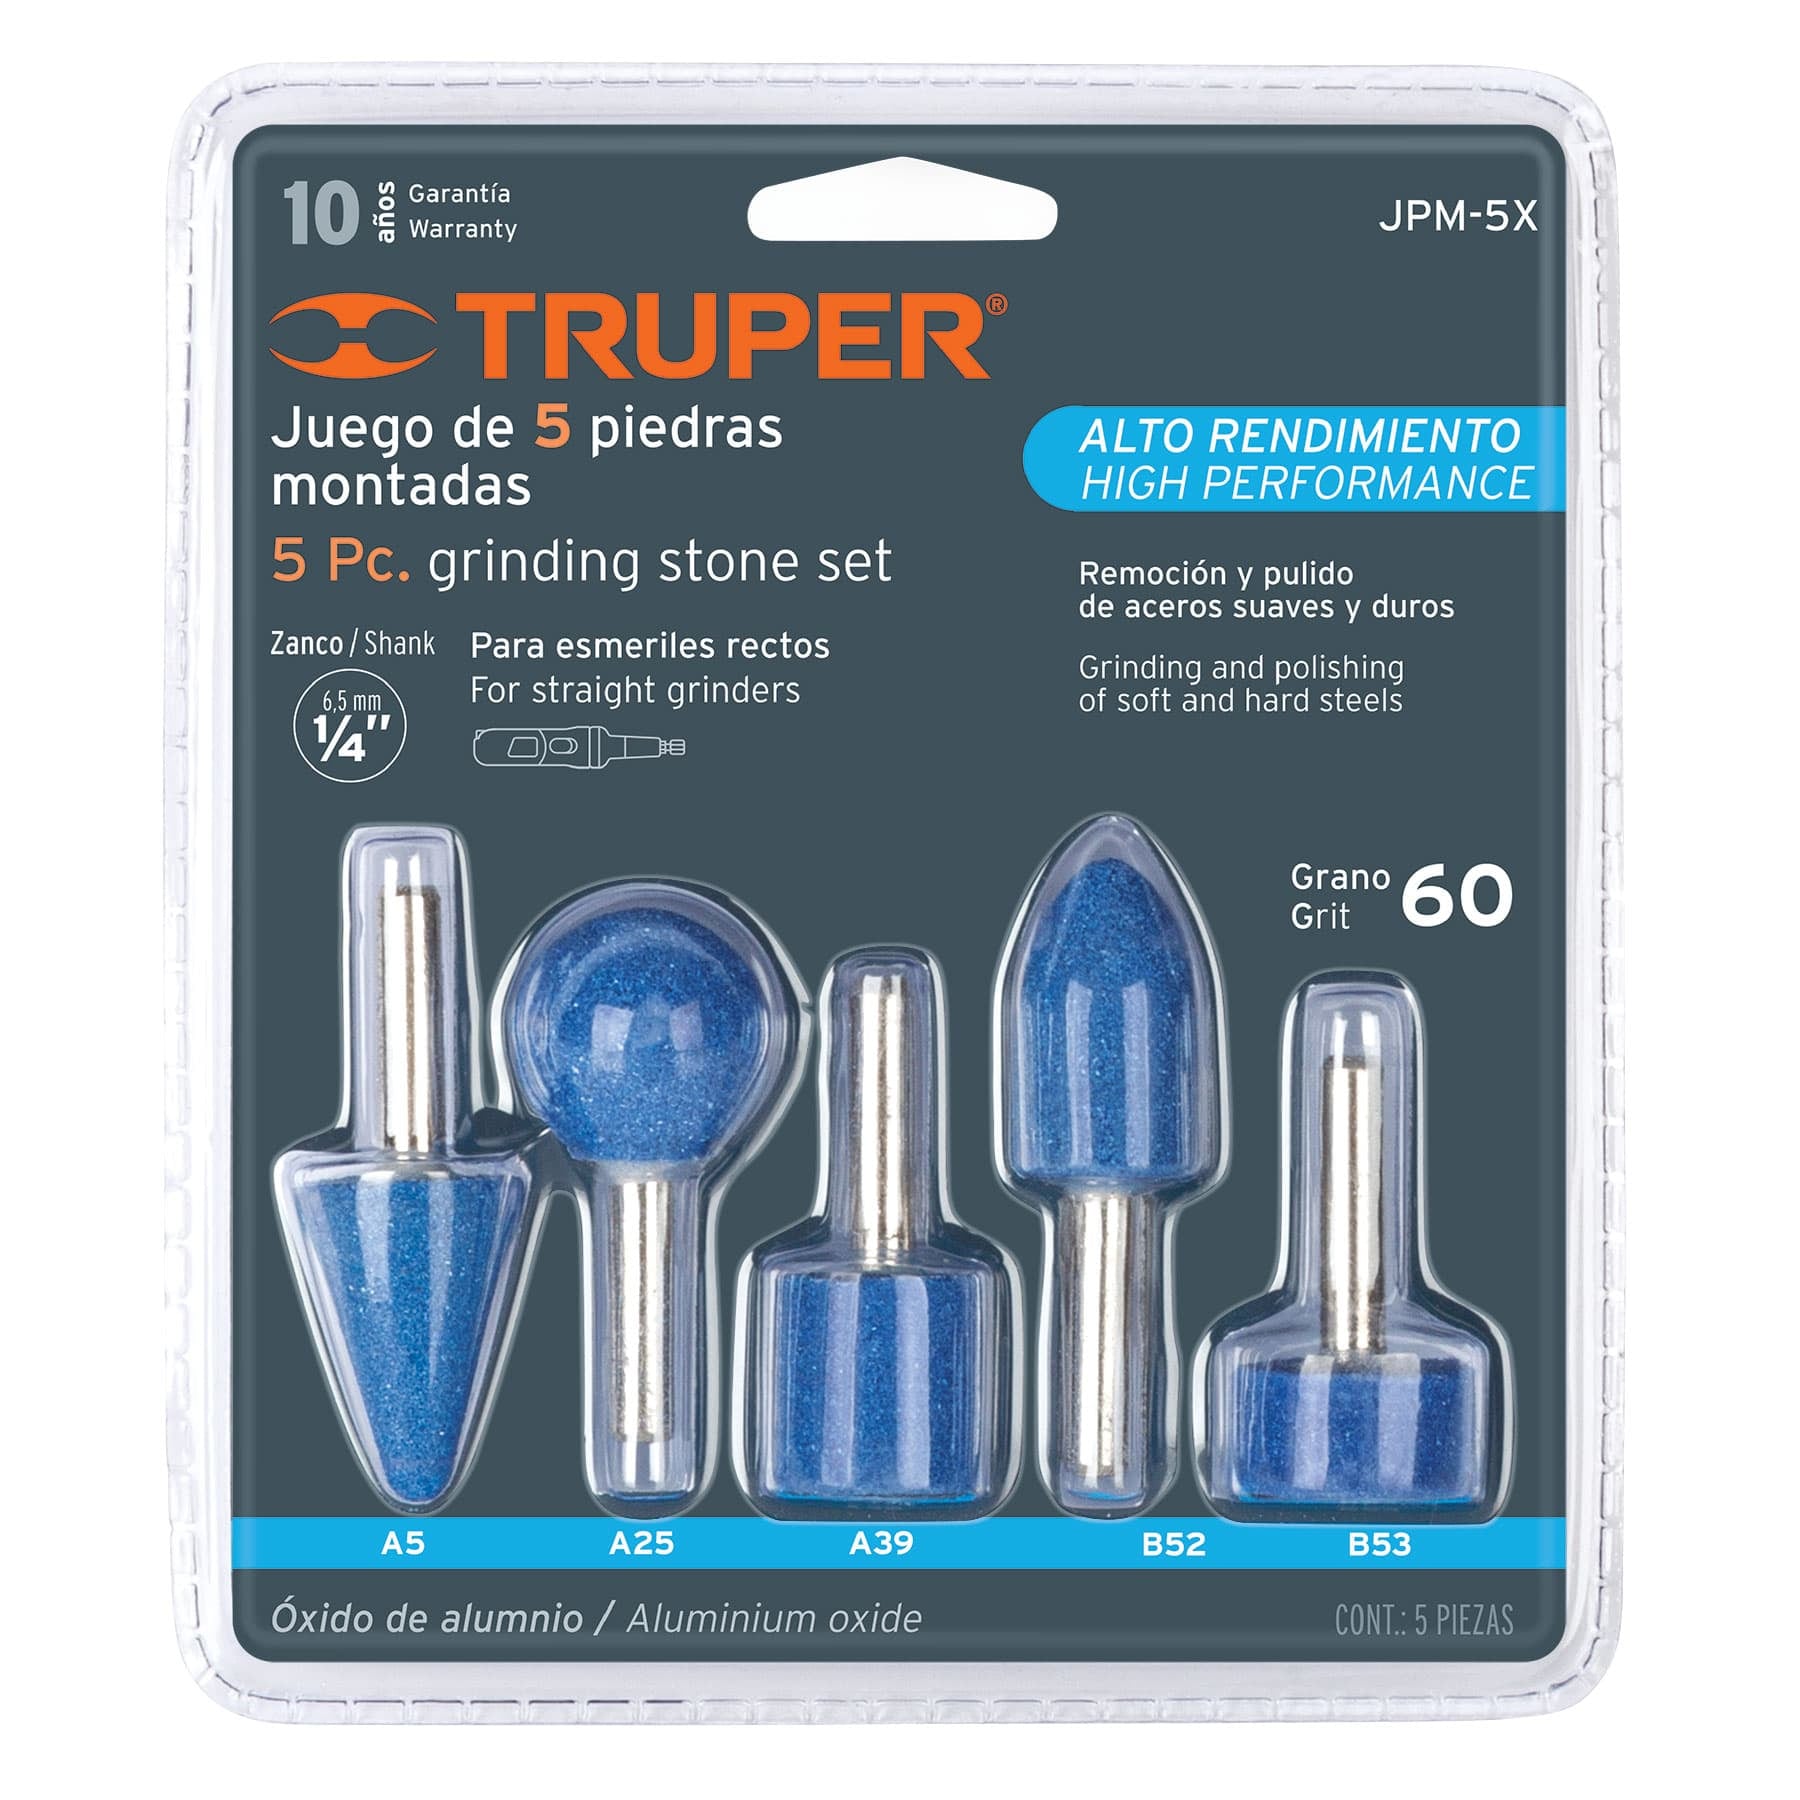 10 años Garantía
Warranty
JPM-5X
TRUPER®
Juego de 5 piedras
montadas
5 Pc. grinding stone set
ALTO RENDIMIENTO
HIGH PERFORMANCE
Zanco / Shank
6,5 mm
1/4"
Para esmeriles rectos
For straight grinders
Remoción y pulido
de aceros suaves y duros
Grinding and polishing
of soft and hard steels
Grano
Grit
60
A5 A25 A39 B52 B53
Óxido de alumnio / Aluminium oxide
CONT.: 5 PIEZAS